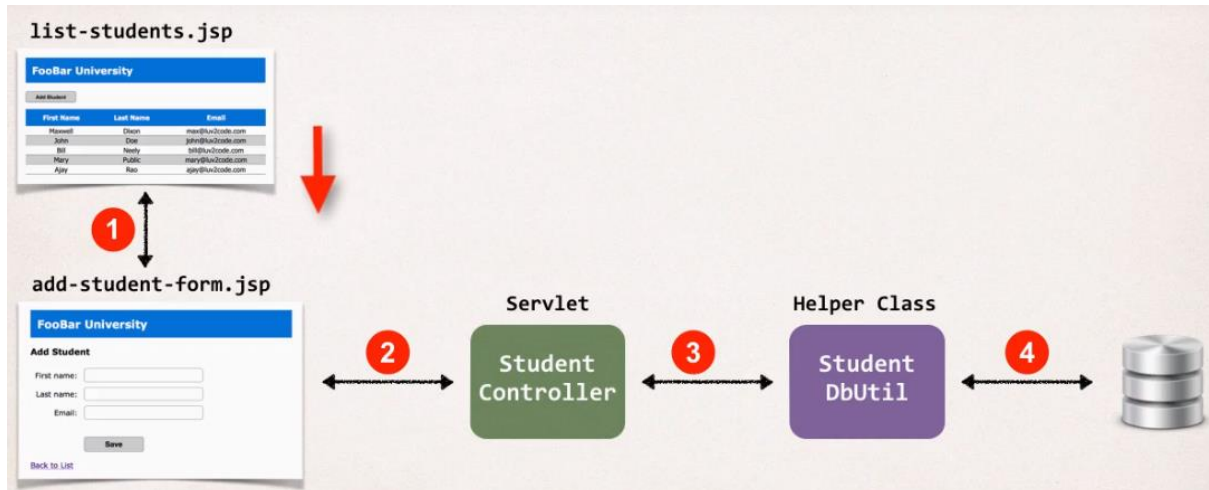 list-students.jsp
FooBar University
Add Student
First Name Last Name Email
Maxwell Dixon max@luv2code.com
John Doe john@luv2code.com
Bill Neely bill@luv2code.com
Mary Public mary@luv2code.com
Ajay Rao ajay@luv2code.com
1
add-student-form.jsp
FooBar University
Add Student
First name:
Last name:
Email:
Save
Back to List
2
Servlet
Student
Controller
3
Helper Class
Student
DbUtil
4